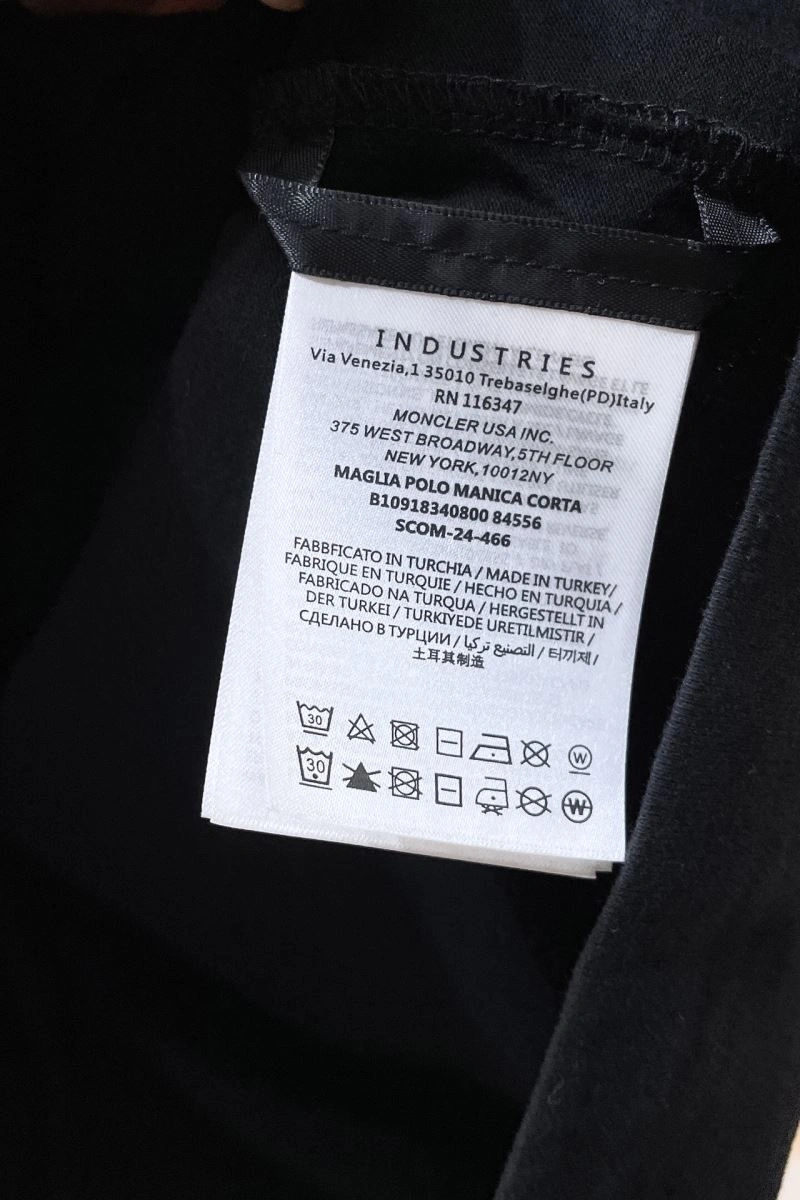 INDUSTRIES
Via Venezia,1 35010 Trebaselghe(PD)Italy
RN 116347
MONCLER USA INC.
375 WEST BROADWAY,5TH FLOOR
NEW YORK,10012NY
MAGLIA POLO MANICA CORTA
B10918340800 84556
SCOM-24-466
FABBFICATO IN TURCHIA / MADE IN TURKEY/
FABRIQUE EN TURQUIE / HECHO EN TURQUIA /
FABRICADO NA TURQUA / HERGESTELLT IN
DER TURKEI / TURKIYEDE URETILMISTIR /
СДЕЛАНО В ТУРЦИИ / التصنيع تركيا / 터끼제 /
土耳其制造
30 W
30 W